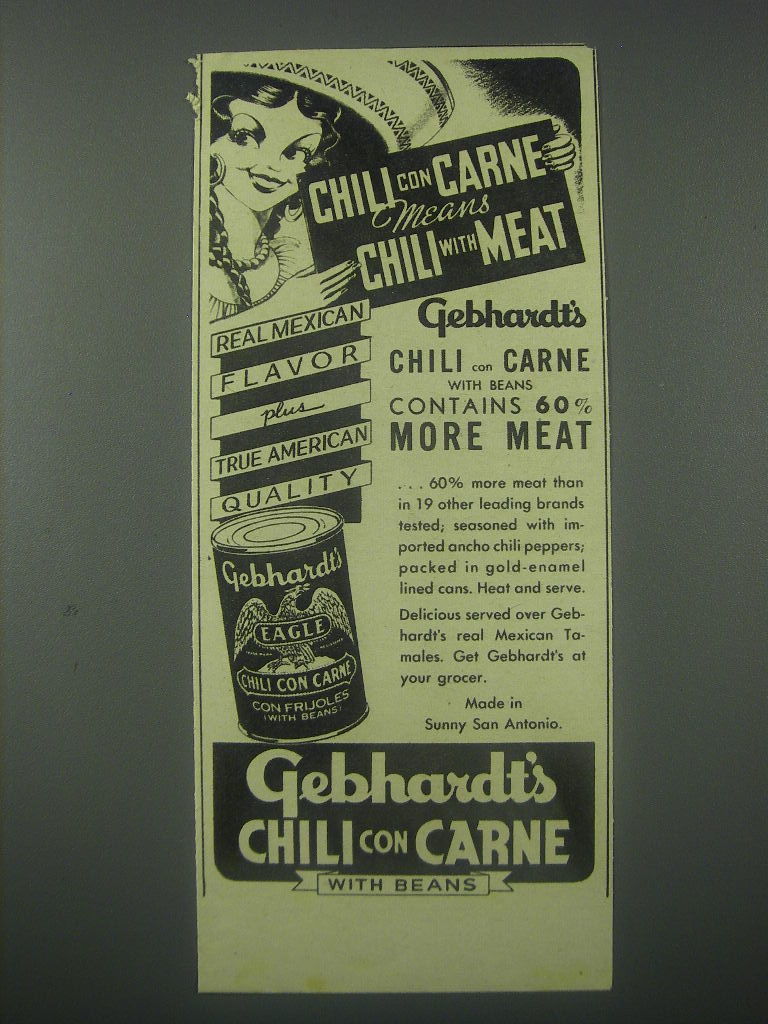 CHILI CON CARNE
Means
CHILI WITH MEAT
REAL MEXICAN
FLAVOR
plus
TRUE AMERICAN
QUALITY
Gebhardt's
EAGLE
CHILI CON CARNE
CON FRIJOLES
(WITH BEANS)
Gebhardt's
CHILI con CARNE
WITH BEANS
CONTAINS 60%
MORE MEAT
. . . 60% more meat than
in 19 other leading brands
tested; seasoned with im-
ported ancho chili peppers;
packed in gold-enamel
lined cans. Heat and serve.
Delicious served over Geb-
hardt's real Mexican Ta-
males. Get Gebhardt's at
your grocer.
Made in
Sunny San Antonio.
Gebhardt's
CHILI CON CARNE
WITH BEANS